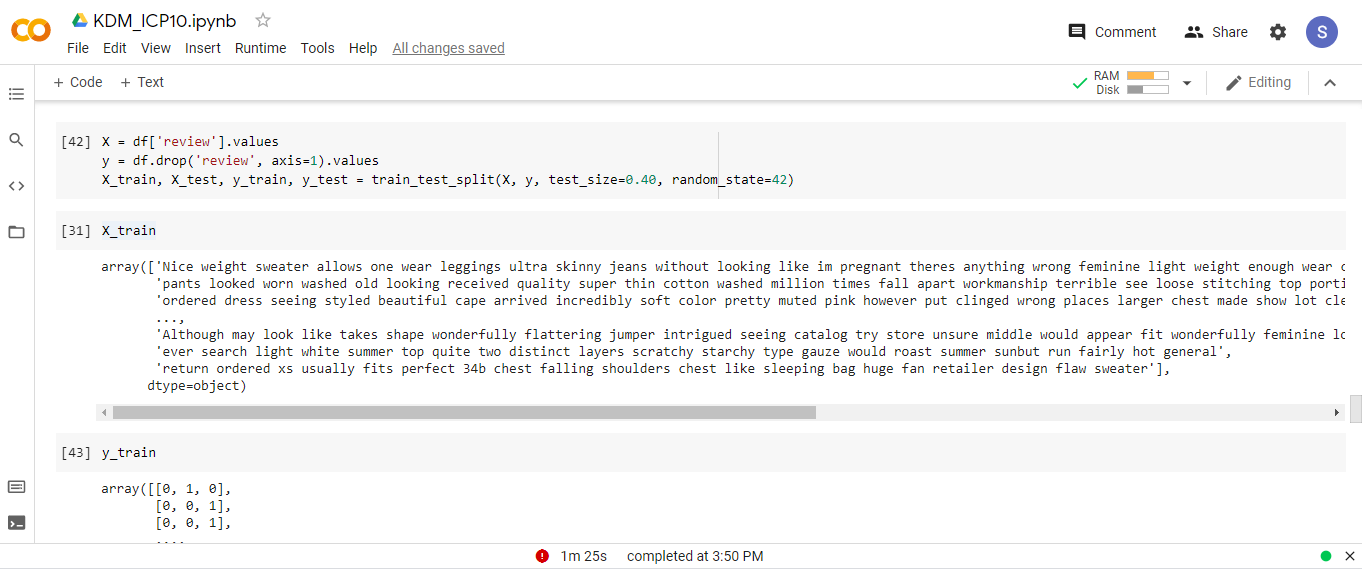 KDM_ICP10.ipynb
File Edit View Insert Runtime Tools Help All changes saved
Comment Share S
+ Code + Text
RAM
Disk
Editing
[42] X = df['review'].values
y = df.drop('review', axis=1).values
X_train, X_test, y_train, y_test = train_test_split(X, y, test_size=0.40, random_state=42)
[31] X_train
array(['Nice weight sweater allows one wear leggings ultra skinny jeans without looking like im pregnant theres anything wrong feminine light weight enough wear
'pants looked worn washed old looking received quality super thin cotton washed million times fall apart workmanship terrible see loose stitching top porti
'ordered dress seeing styled beautiful cape arrived incredibly soft color pretty muted pink however put clinged wrong places larger chest made show lot cle
...,
'Although may look like takes shape wonderfully flattering jumper intrigued seeing catalog try store unsure middle would appear fit wonderfully feminine lo
'ever search light white summer top quite two distinct layers scratchy starchy type gauze would roast summer sunbut run fairly hot general',
'return ordered xs usually fits perfect 34b chest falling shoulders chest like sleeping bag huge fan retailer design flaw sweater'],
dtype=object)
[43] y_train
array([[0, 1, 0],
[0, 0, 1],
[0, 0, 1],
....
1m 25s completed at 3:50 PM